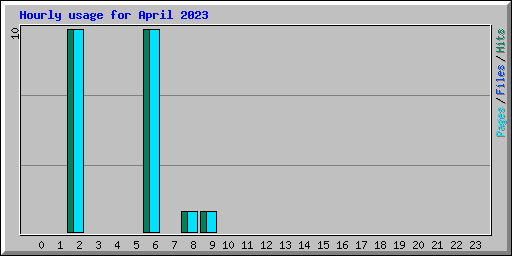 Hourly usage for April 2023
10
Pages/Files/Hits
0 1 2 3 4 5 6 7 8 9 10 11 12 13 14 15 16 17 18 19 20 21 22 23